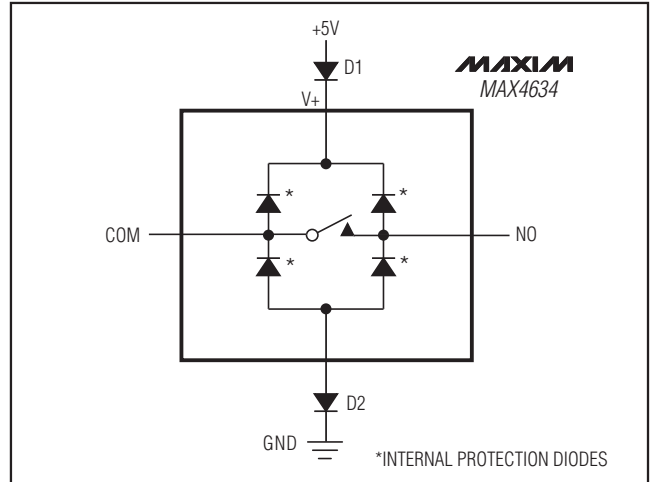 +5V
D1
MAXIM
MAX4634
V+
*
*
COM
NO
*
*
D2
GND
*INTERNAL PROTECTION DIODES